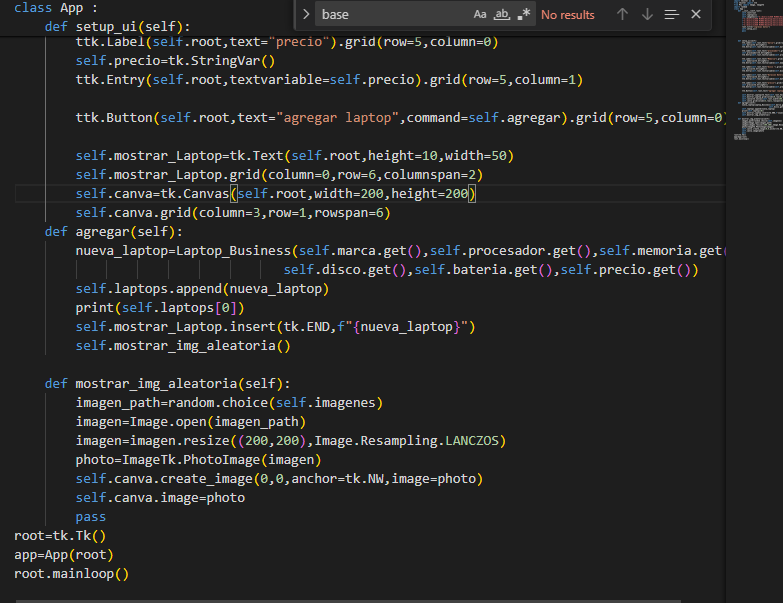 class App :
> base Aa ab .* No results
    def setup_ui(self):
        ttk.Label(self.root,text="precio").grid(row=5,column=0)
        self.precio=tk.StringVar()
        ttk.Entry(self.root,textvariable=self.precio).grid(row=5,column=1)
        ttk.Button(self.root,text="agregar laptop",command=self.agregar).grid(row=5,column=0
        self.mostrar_Laptop=tk.Text(self.root,height=10,width=50)
        self.mostrar_Laptop.grid(column=0,row=6,columnspan=2)
        self.canva=tk.Canvas(self.root,width=200,height=200)
        self.canva.grid(column=3,row=1,rowspan=6)
    def agregar(self):
        nueva_laptop=Laptop_Business(self.marca.get(),self.procesador.get(),self.memoria.get(
                                   self.disco.get(),self.bateria.get(),self.precio.get())
        self.laptops.append(nueva_laptop)
        print(self.laptops[0])
        self.mostrar_Laptop.insert(tk.END,f"{nueva_laptop}")
        self.mostrar_img_aleatoria()
    def mostrar_img_aleatoria(self):
        imagen_path=random.choice(self.imagenes)
        imagen=Image.open(imagen_path)
        imagen=imagen.resize((200,200),Image.Resampling.LANCZOS)
        photo=ImageTk.PhotoImage(imagen)
        self.canva.create_image(0,0,anchor=tk.NW,image=photo)
        self.canva.image=photo
        pass
root=tk.Tk()
app=App(root)
root.mainloop()